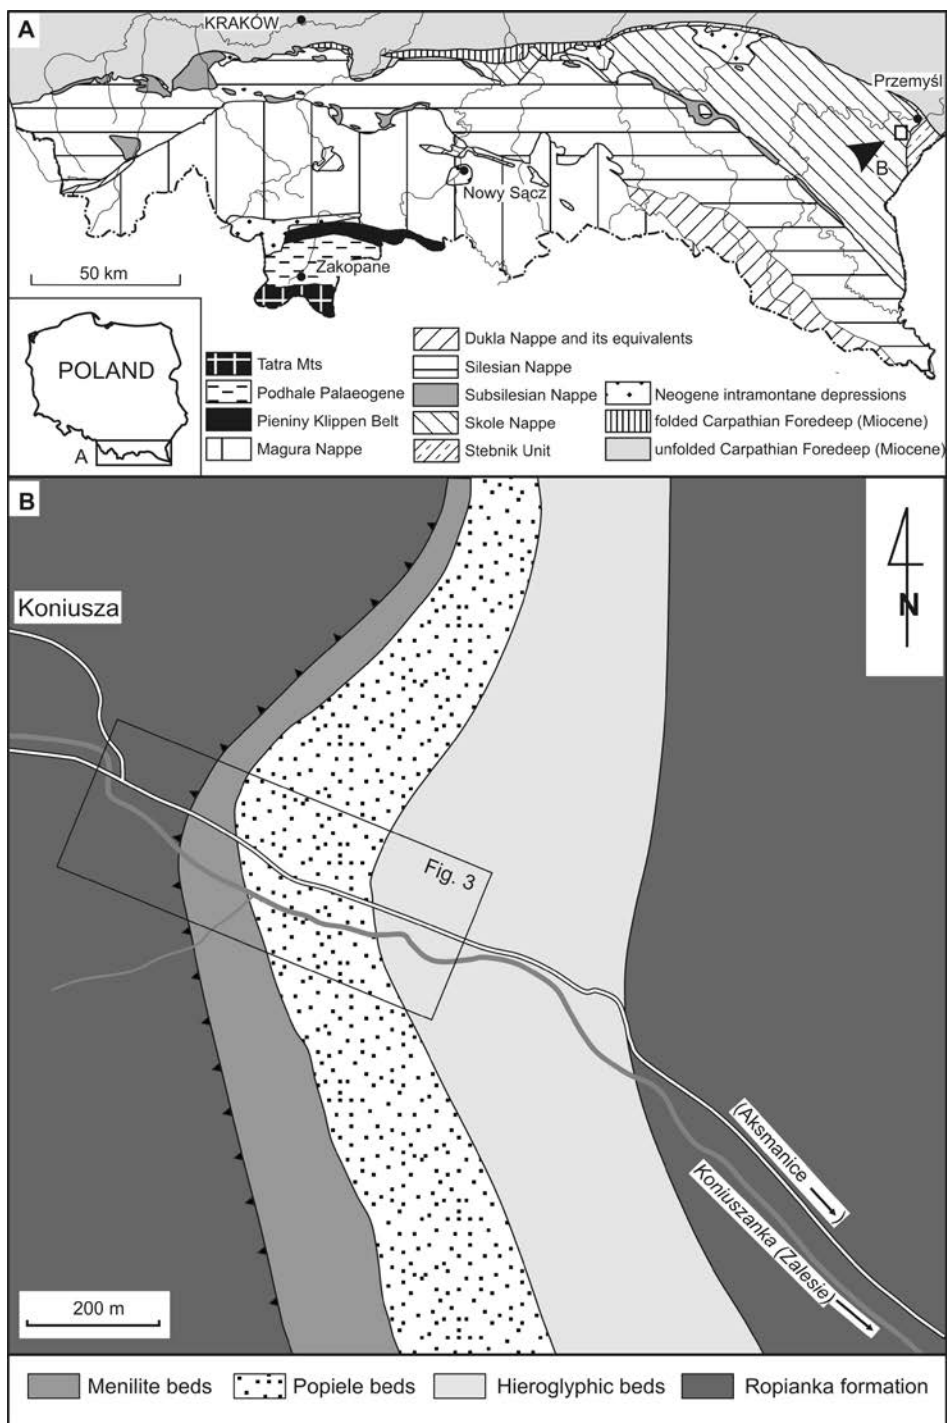 A
KRAKÓW
Przemyśl
B
Nowy Sącz
Zakopane
50 km
POLAND
A
Tatra Mts
Podhale Palaeogene
Pieniny Klippen Belt
Magura Nappe
Dukla Nappe and its equivalents
Silesian Nappe
Subsilesian Nappe
Skole Nappe
Stebnik Unit
Neogene intramontane depressions
folded Carpathian Foredeep (Miocene)
unfolded Carpathian Foredeep (Miocene)
B
N
Koniusza
Fig. 3
(Aksmanice )
Koniuszanka (Zalesie)
200 m
Menilite beds
Popiele beds
Hieroglyphic beds
Ropianka formation